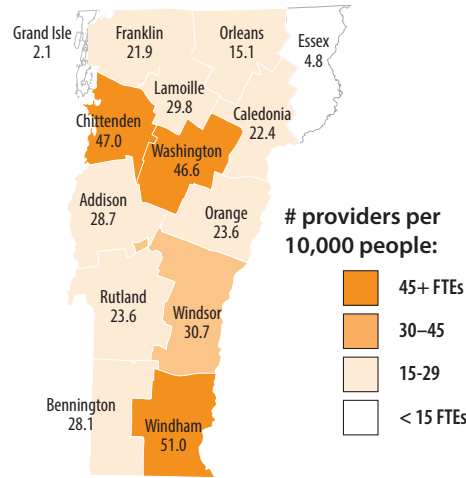 Grand Isle
2.1
Franklin
21.9
Orleans
15.1
Essex
4.8
Lamoille
29.8
Chittenden
47.0
Caledonia
22.4
Washington
46.6
Addison
28.7
Orange
23.6
# providers per
10,000 people:
45+ FTEs
30–45
15-29
< 15 FTEs
Rutland
23.6
Windsor
30.7
Bennington
28.1
Windham
51.0